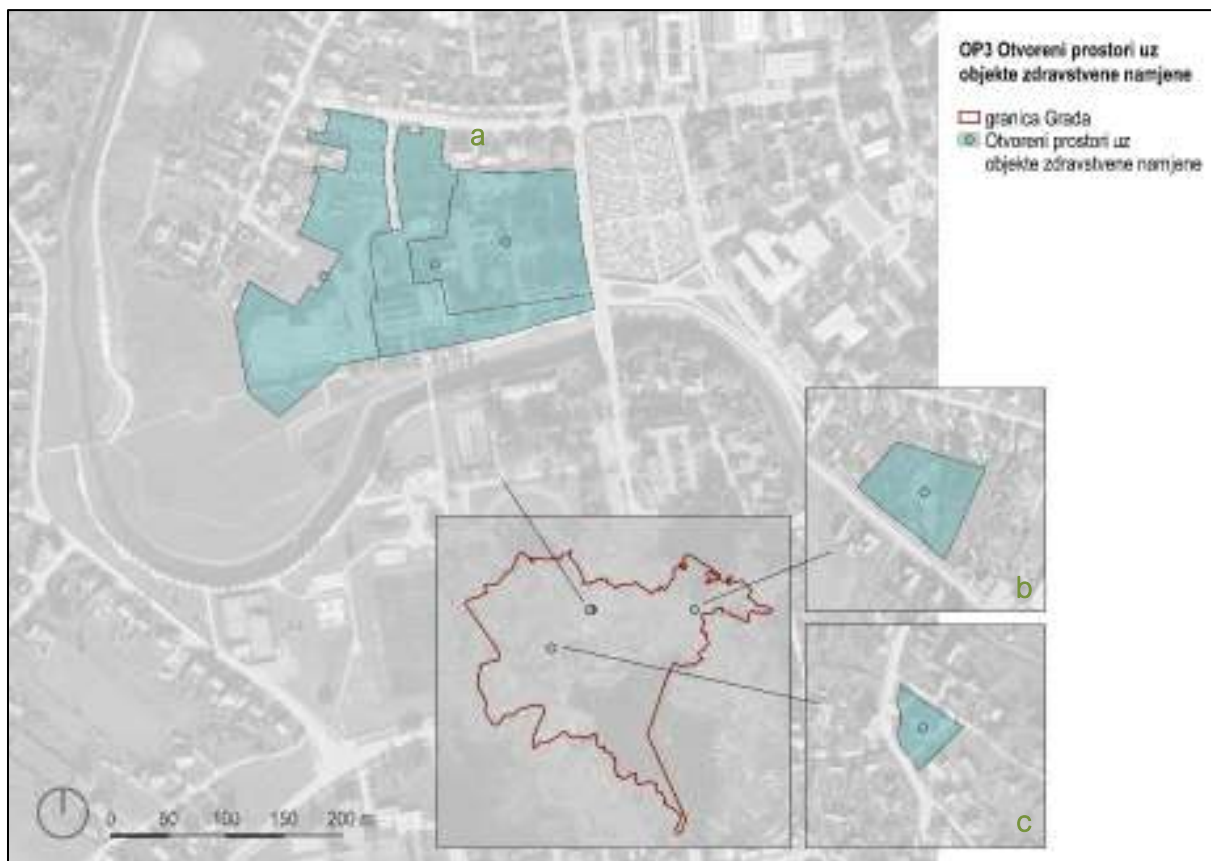 OP3 Otvoreni prostori uz
objekte zdravstvene namjene
granica Grada
Otvoreni prostori uz
objekte zdravstvene namjene
a
b
c
0 50 100 150 200 m